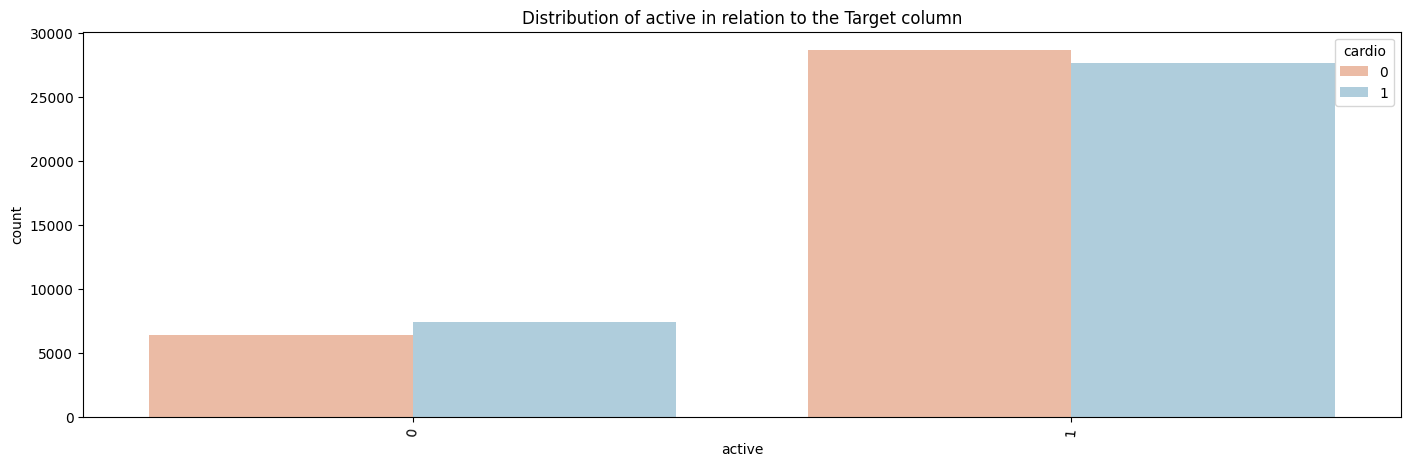 Distribution of active in relation to the Target column
30000
25000
20000
15000
10000
5000
0
count
cardio
0
1
0
1
active